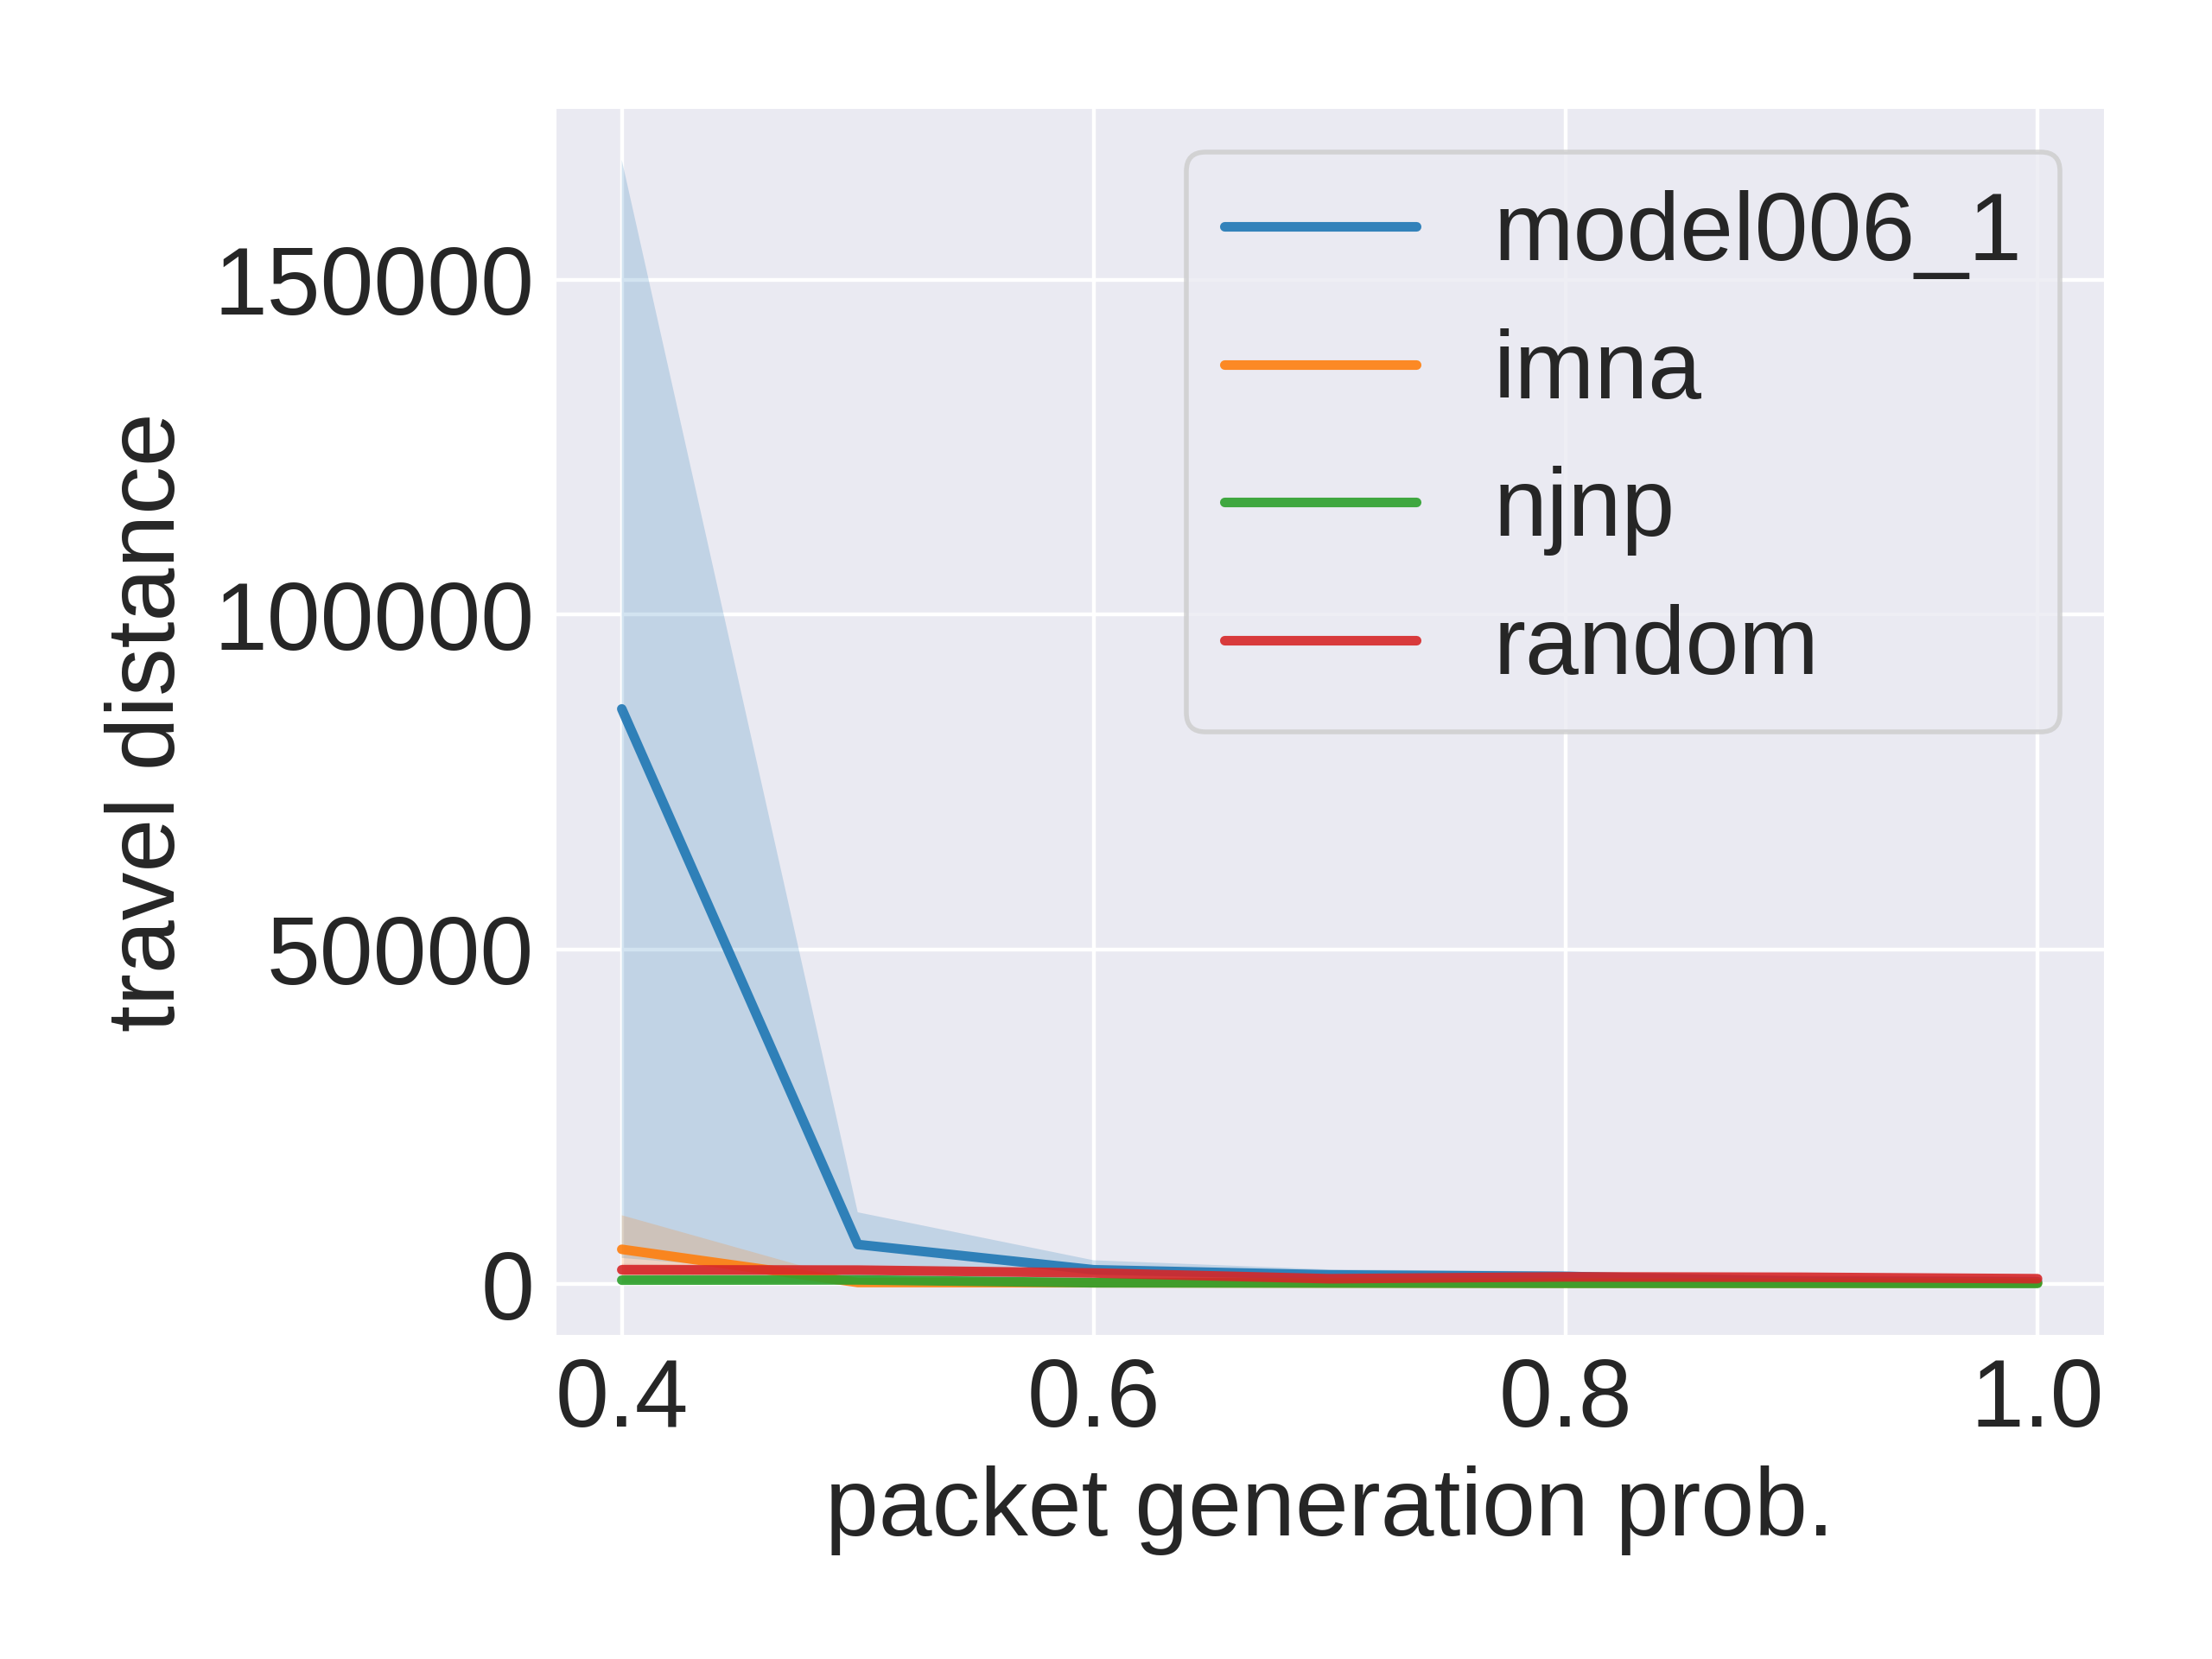 model006_1
imna
njnp
random
travel distance
150000
100000
50000
0
0.4 0.6 0.8 1.0
packet generation prob.